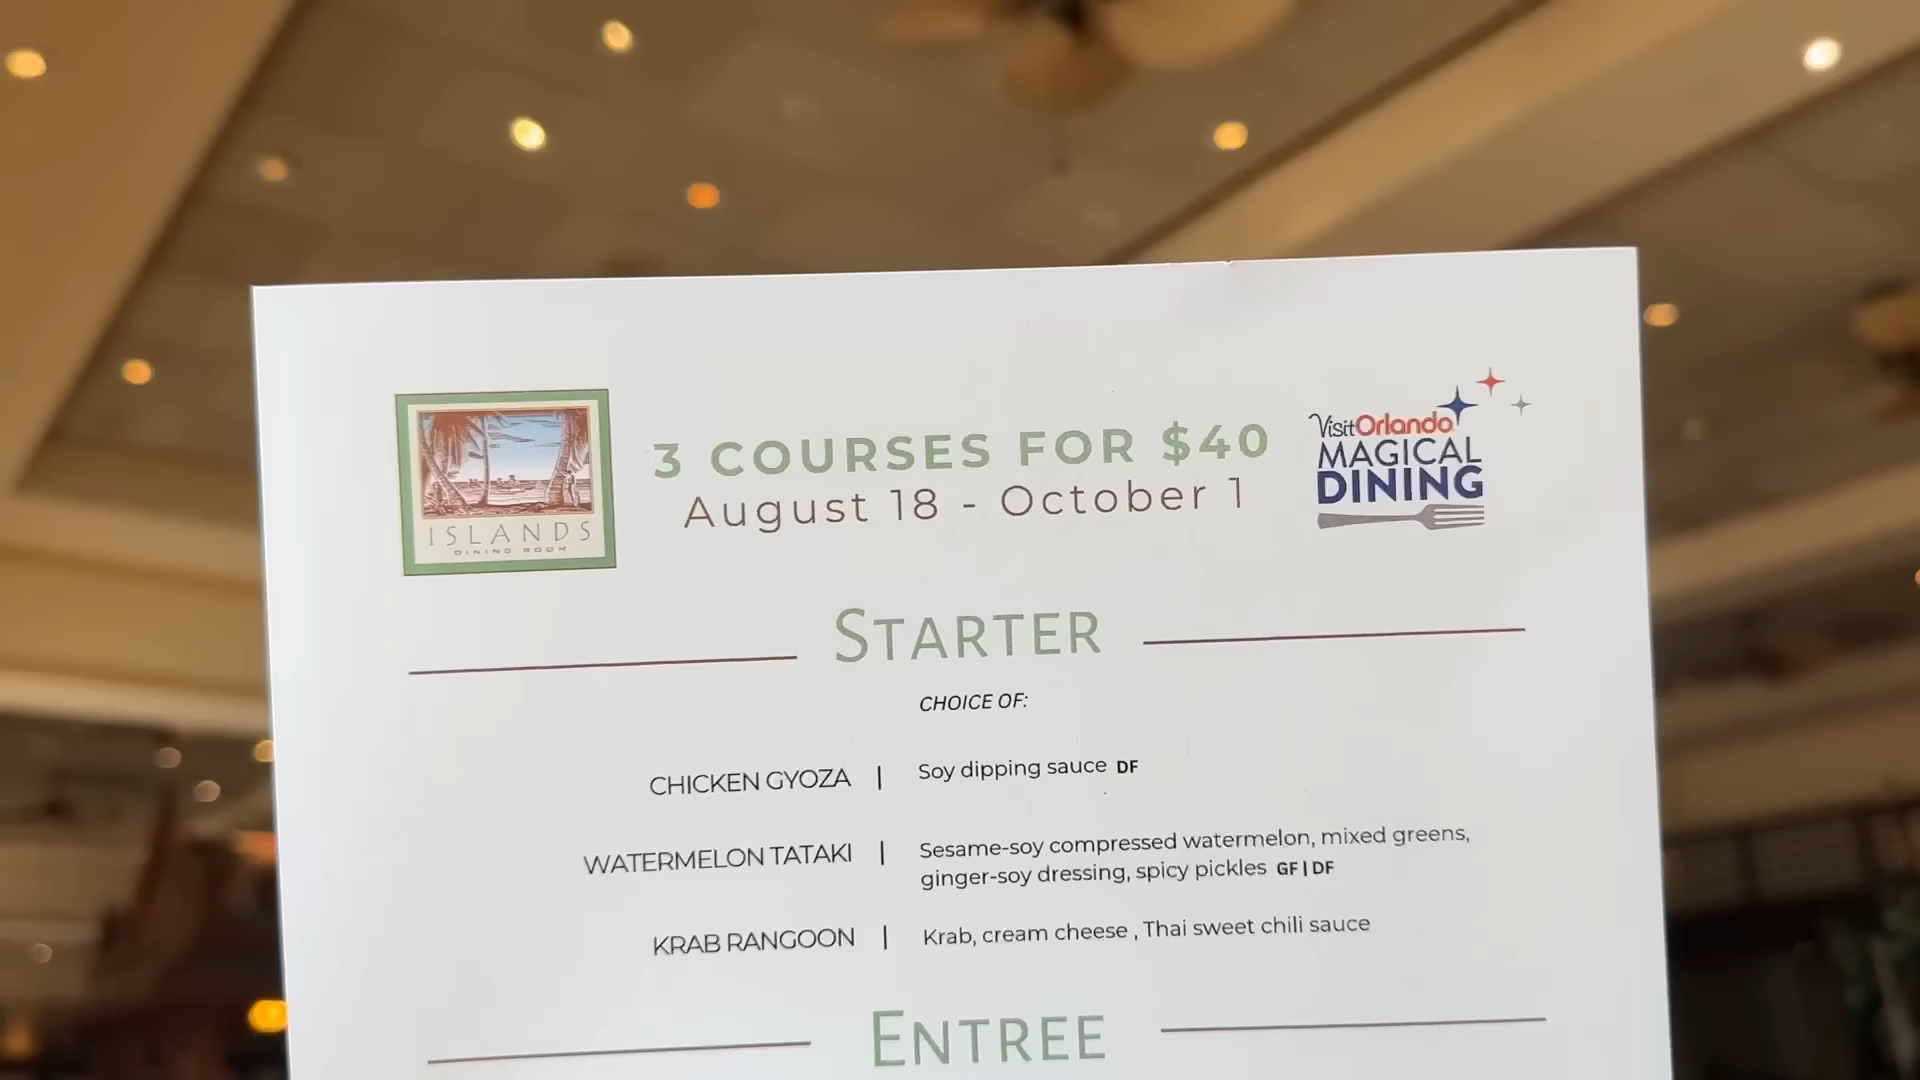 ISLANDS
DINING ROOM
3 COURSES FOR $40
August 18 - October 1
VisitOrlando
MAGICAL
DINING
STARTER
CHOICE OF:
CHICKEN GYOZA | Soy dipping sauce DF
WATERMELON TATAKI | Sesame-soy compressed watermelon, mixed greens,
ginger-soy dressing, spicy pickles GF | DF
KRAB RANGOON | Krab, cream cheese , Thai sweet chili sauce
ENTREE